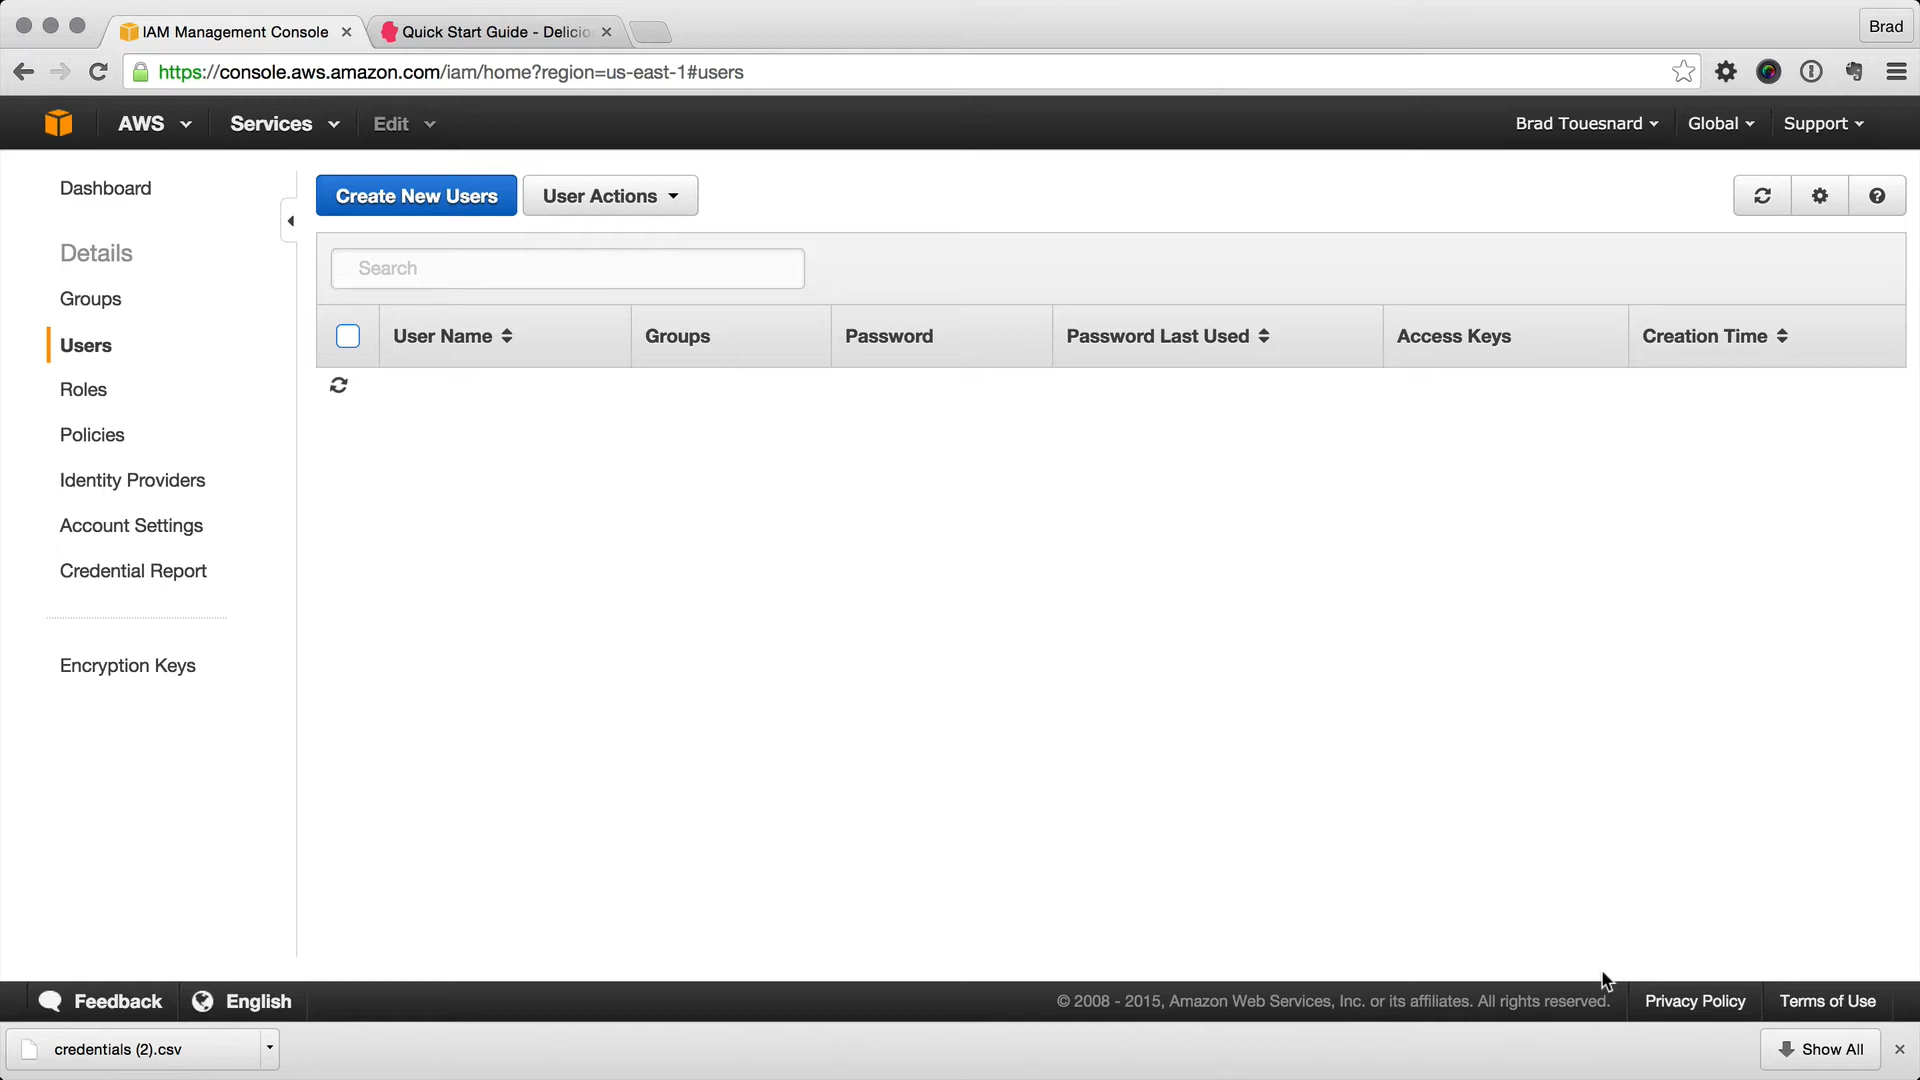 IAM Management Console
Quick Start Guide - Delicio
Brad
https://console.aws.amazon.com/iam/home?region=us-east-1#users
AWS
Services
Edit
Brad Touesnard
Global
Support
Dashboard
Create New Users
User Actions
Details
Search
Groups
User Name
Groups
Password
Password Last Used
Access Keys
Creation Time
Users
Roles
Policies
Identity Providers
Account Settings
Credential Report
Encryption Keys
Feedback
English
© 2008 - 2015, Amazon Web Services, Inc. or its affiliates. All rights reserved.
Privacy Policy
Terms of Use
credentials (2).csv
Show All